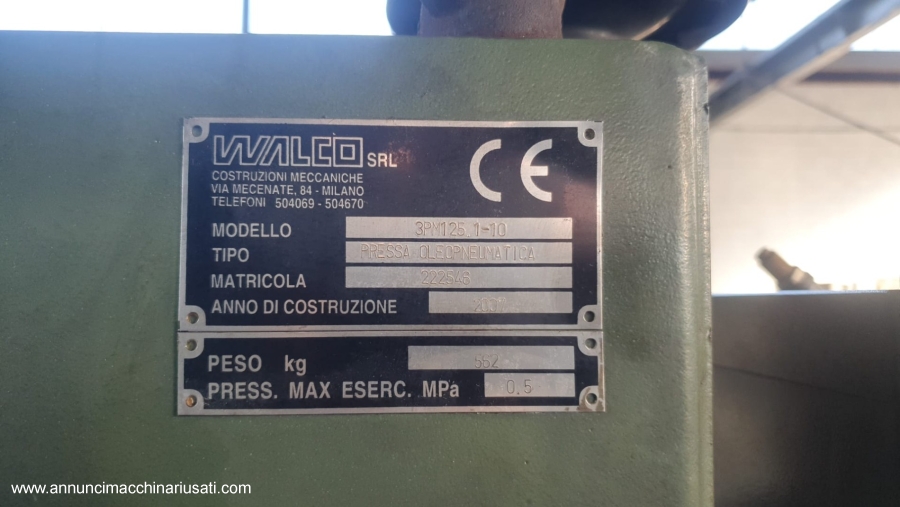 WALCO SRL
CE
COSTRUZIONI MECCANICHE
VIA MECENATE, 84 - MILANO
TELEFONI 504069 - 504670
MODELLO 3PM125.1-10
TIPO PRESSA OLEOPNEUMATICA
MATRICOLA
ANNO DI COSTRUZIONE
PESO kg 552
PRESS. MAX ESERC. MPa 0,5
www.annuncimacchinariusati.com